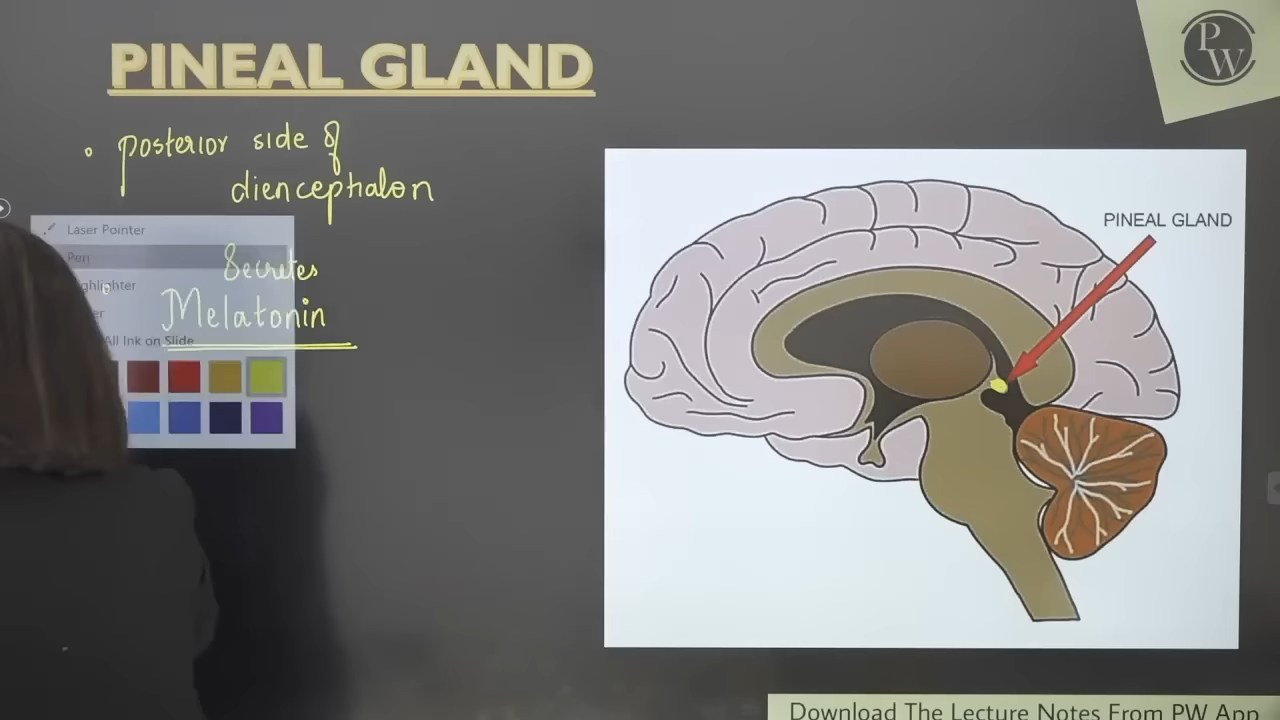 PINEAL GLAND
• posterior side of
diencephalon
Secretes
Melatonin
Laser Pointer
Pen
ghlighter
er
All Ink on Slide
PINEAL GLAND
PW
Download The Lecture Notes From PW App